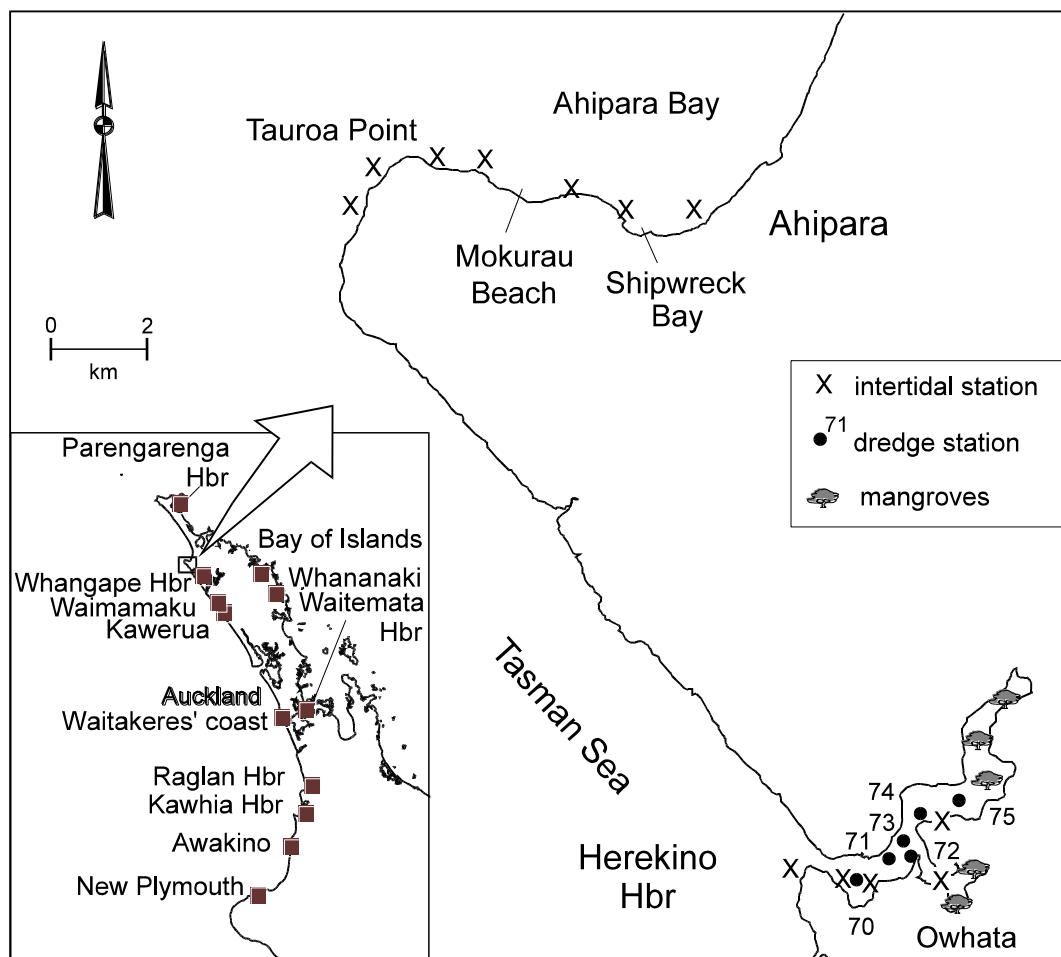 Ahipara Bay
Tauroa Point
Ahipara
Mokurau
Beach
Shipwreck
Bay
0 2
km
X intertidal station
71 dredge station
mangroves
Parengarenga
Hbr
Bay of Islands
Whangape Hbr
Whananaki
Waimamaku
Waitemata
Hbr
Kawerua
Auckland
Waitakeres' coast
Raglan Hbr
Kawhia Hbr
Awakino
New Plymouth
Tasman Sea
Herekino
Hbr
74
73
71
75
72
70
Owhata
X
X
X
X
X
X
X
X
X
X
X
X